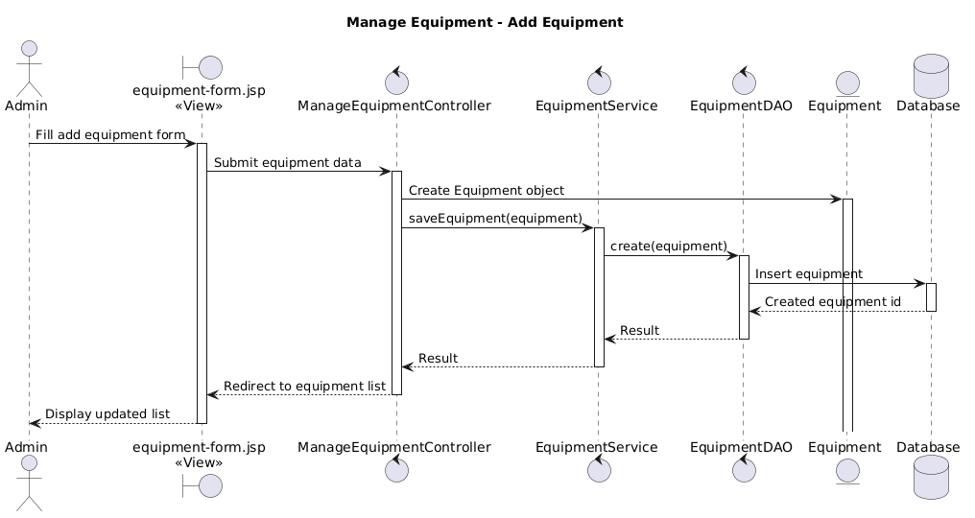 Manage Equipment - Add Equipment
Admin
equipment-form.jsp
«View»
ManageEquipmentController
EquipmentService
EquipmentDAO
Equipment
Database
Fill add equipment form
Submit equipment data
Create Equipment object
saveEquipment(equipment)
create(equipment)
Insert equipment
Created equipment id
Result
Result
Redirect to equipment list
Display updated list
Admin
equipment-form.jsp
«View»
ManageEquipmentController
EquipmentService
EquipmentDAO
Equipment
Database